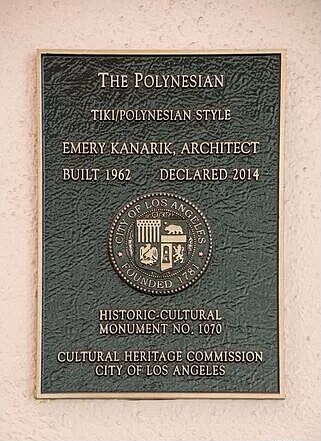 THE POLYNESIAN
TIKI/POLYNESIAN STYLE
EMERY KANARIK, ARCHITECT
BUILT 1962 DECLARED 2014
CITY OF LOS ANGELES
FOUNDED 1781
HISTORIC-CULTURAL
MONUMENT NO. 1070
CULTURAL HERITAGE COMMISSION
CITY OF LOS ANGELES